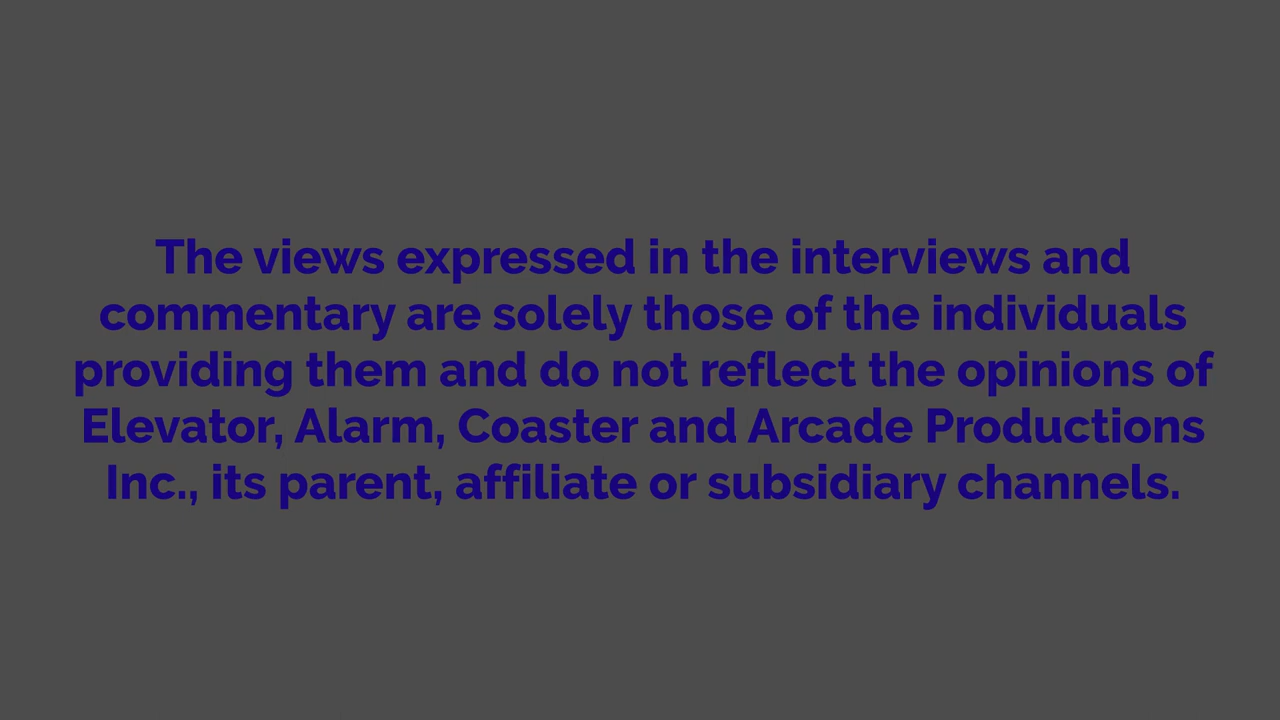 The views expressed in the interviews and
commentary are solely those of the individuals
providing them and do not reflect the opinions of
Elevator, Alarm, Coaster and Arcade Productions
Inc., its parent, affiliate or subsidiary channels.